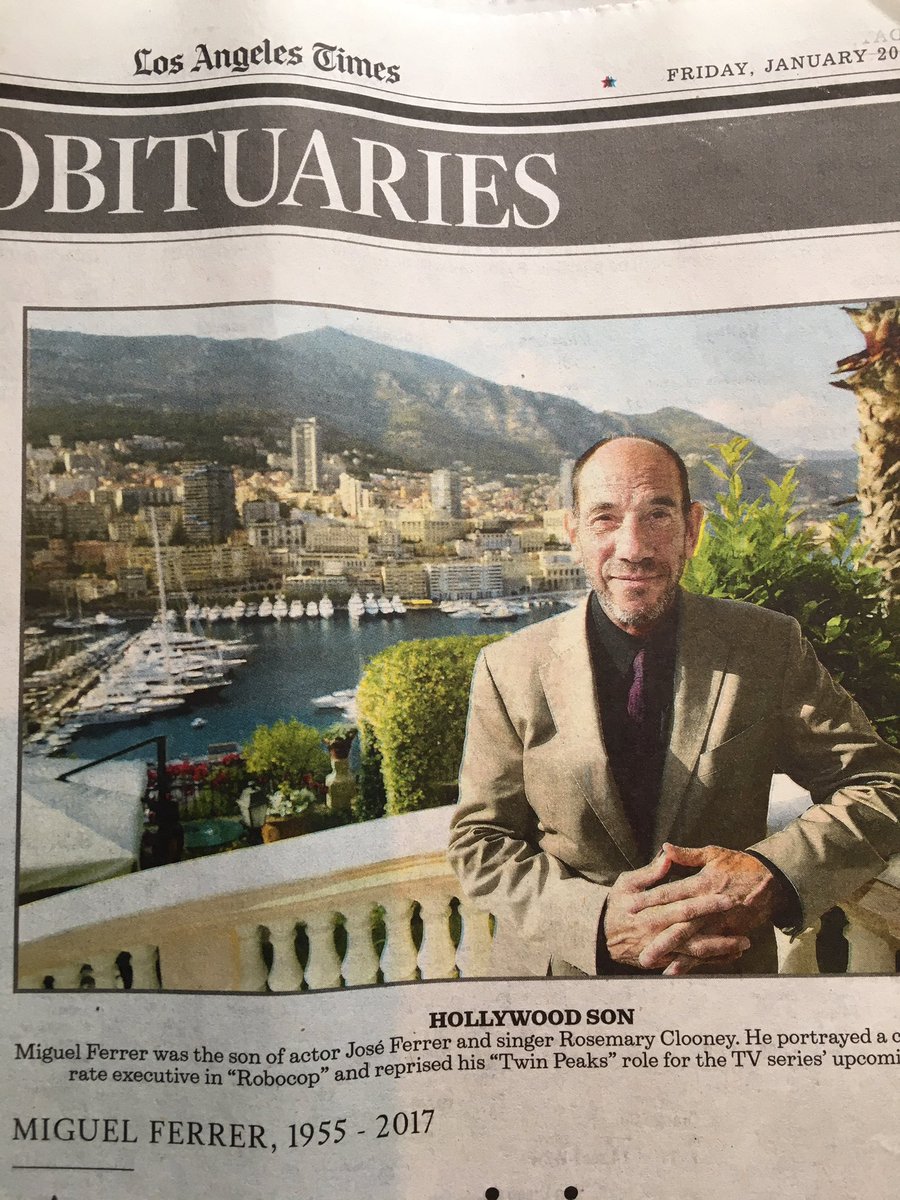 Los Angeles Times
FRIDAY, JANUARY 20
OBITUARIES
HOLLYWOOD SON
Miguel Ferrer was the son of actor José Ferrer and singer Rosemary Clooney. He portrayed a c
rate executive in “Robocop” and reprised his “Twin Peaks” role for the TV series’ upcomi
MIGUEL FERRER, 1955 - 2017